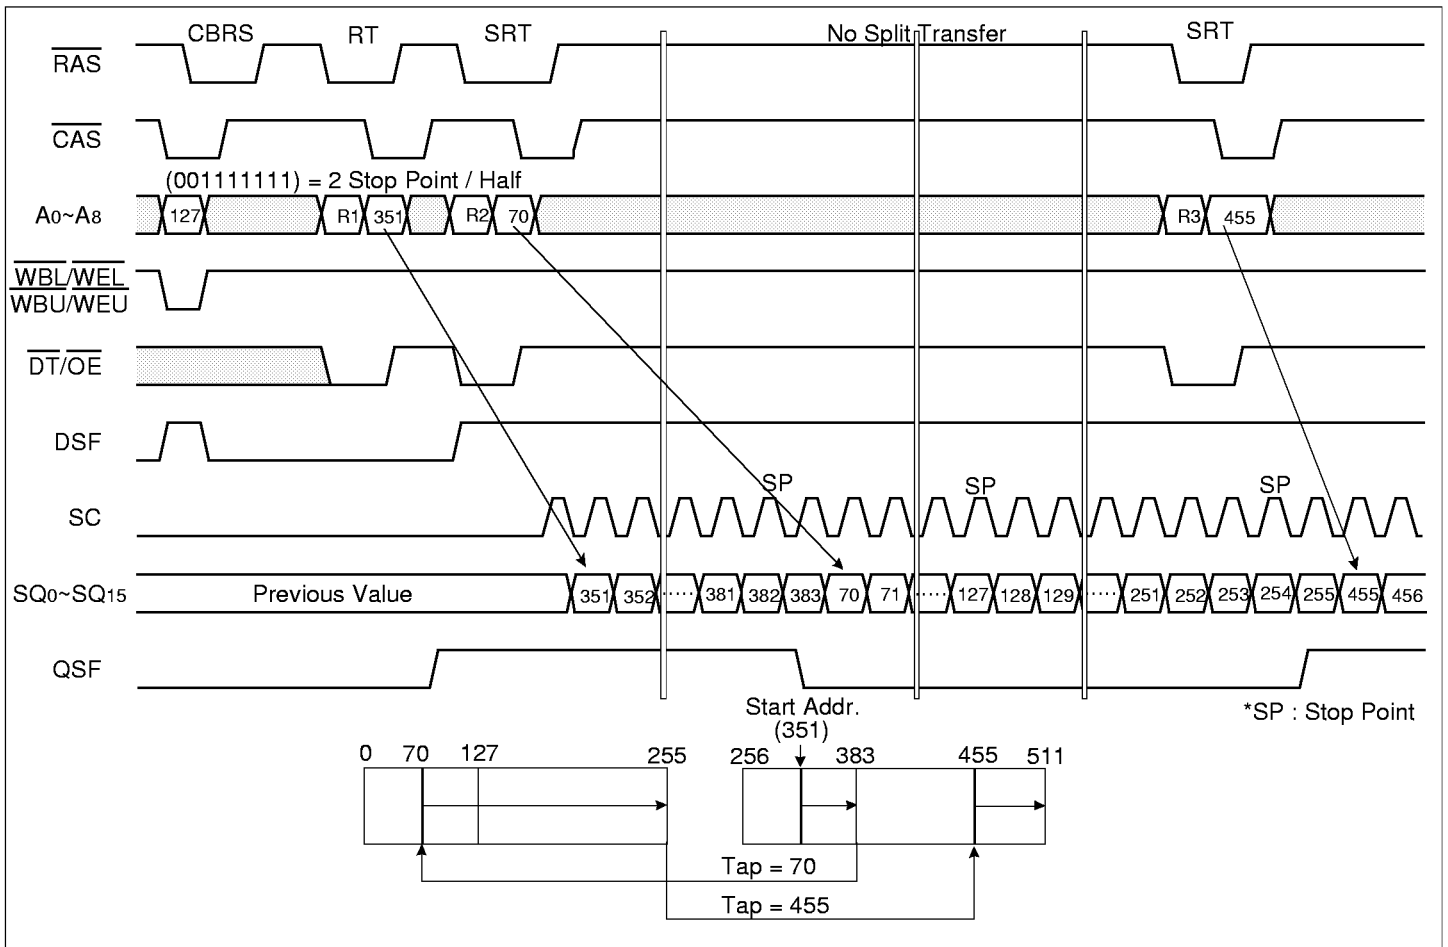 CBRS RT SRT No Split Transfer SRT
RAS
CAS
(001111111) = 2 Stop Point / Half
A0~A8 127 R1 351 R2 70 R3 455
WBL/WEL
WBU/WEU
DT/OE
DSF
SP SP SP
SC
SQ0~SQ15 Previous Value 351 352 ..... 381 382 383 70 71 ..... 127 128 129 ..... 251 252 253 254 255 455 456
QSF
*SP : Stop Point
Start Addr.
(351)
0 70 127 255 256 383 455 511
Tap = 70
Tap = 455